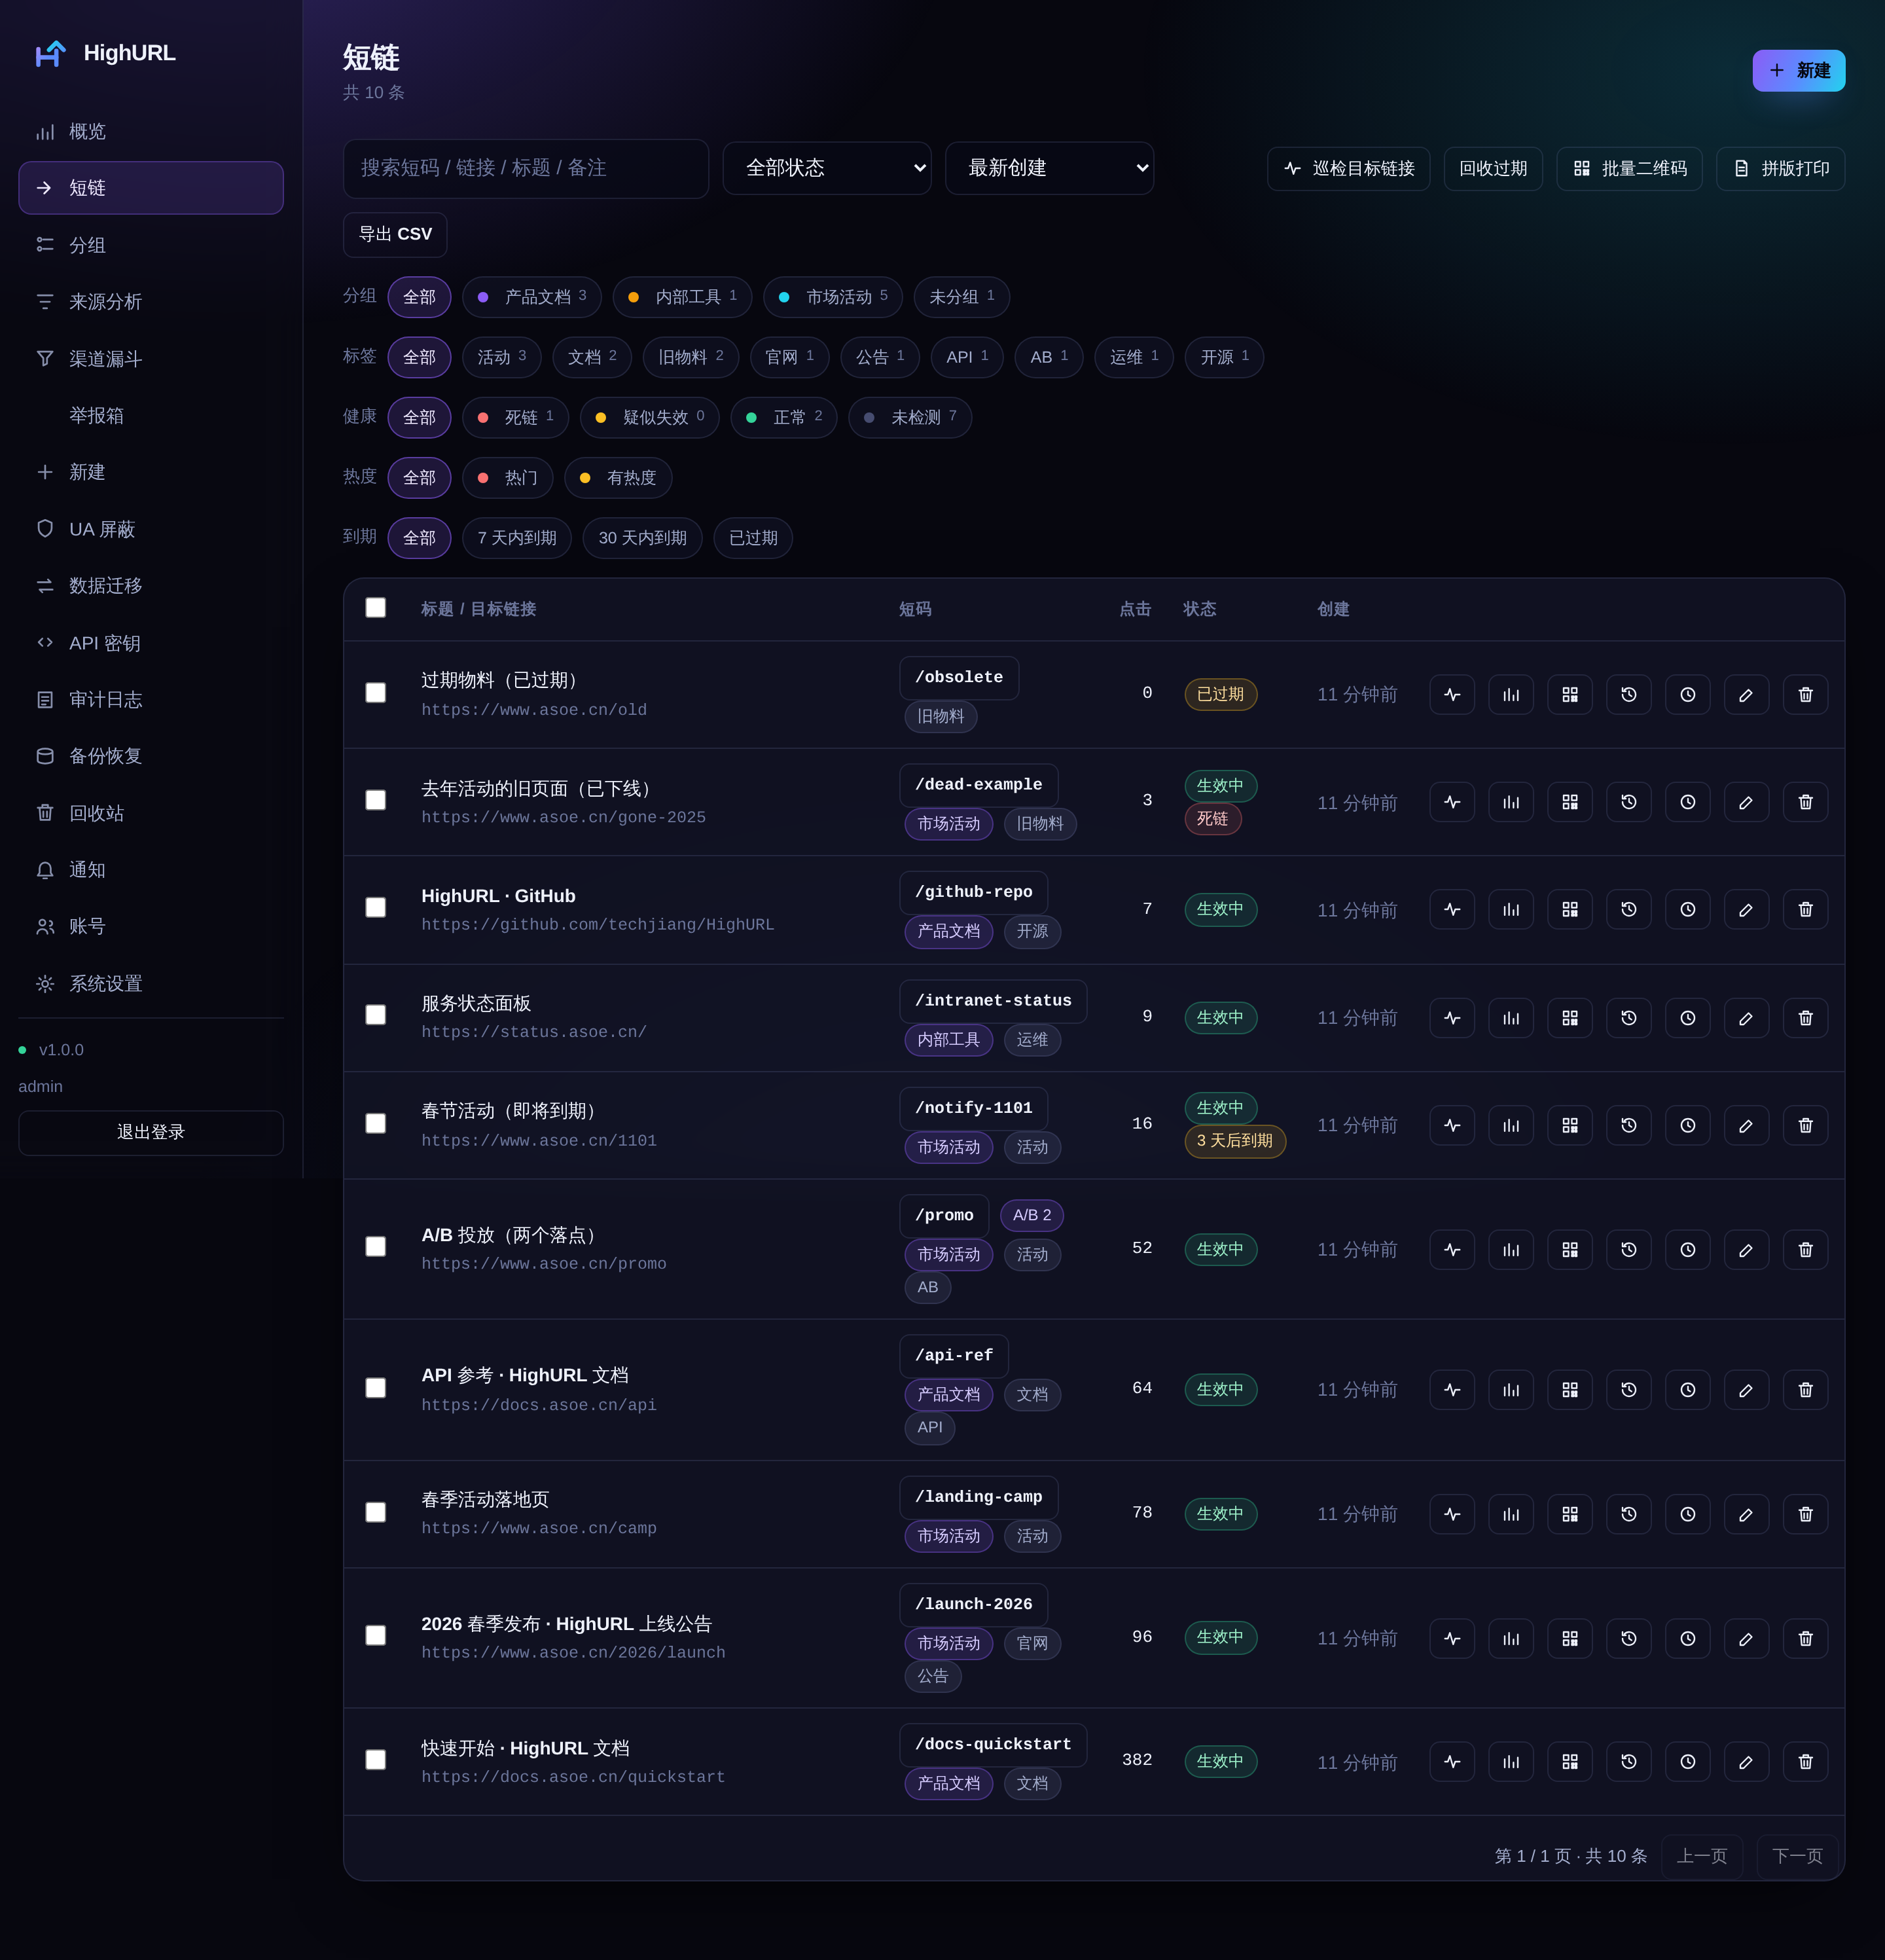 HighURL
概览
短链
分组
来源分析
渠道漏斗
举报箱
新建
UA 屏蔽
数据迁移
API 密钥
审计日志
备份恢复
回收站
通知
账号
系统设置
v1.0.0
admin
退出登录
短链
共 10 条
新建
搜索短码 / 链接 / 标题 / 备注 全部状态 最新创建 巡检目标链接 回收过期 批量二维码 拼版打印
导出 CSV
分组 全部 产品文档 3 内部工具 1 市场活动 5 未分组 1
标签 全部 活动 3 文档 2 旧物料 2 官网 1 公告 1 API 1 AB 1 运维 1 开源 1
健康 全部 死链 1 疑似失效 0 正常 2 未检测 7
热度 全部 热门 有热度
到期 全部 7 天内到期 30 天内到期 已过期
标题 / 目标链接 短码 点击 状态 创建
过期物料（已过期）
https://www.asoe.cn/old
/obsolete
旧物料
0 已过期 11 分钟前
去年活动的旧页面（已下线）
https://www.asoe.cn/gone-2025
/dead-example
市场活动 旧物料
3 生效中
死链
11 分钟前
HighURL · GitHub
https://github.com/techjiang/HighURL
/github-repo
产品文档 开源
7 生效中 11 分钟前
服务状态面板
https://status.asoe.cn/
/intranet-status
内部工具 运维
9 生效中 11 分钟前
春节活动（即将到期）
https://www.asoe.cn/1101
/notify-1101
市场活动 活动
16 生效中
3 天后到期
11 分钟前
A/B 投放（两个落点）
https://www.asoe.cn/promo
/promo A/B 2
市场活动 活动
AB
52 生效中 11 分钟前
API 参考 · HighURL 文档
https://docs.asoe.cn/api
/api-ref
产品文档 文档
API
64 生效中 11 分钟前
春季活动落地页
https://www.asoe.cn/camp
/landing-camp
市场活动 活动
78 生效中 11 分钟前
2026 春季发布 · HighURL 上线公告
https://www.asoe.cn/2026/launch
/launch-2026
市场活动 官网
公告
96 生效中 11 分钟前
快速开始 · HighURL 文档
https://docs.asoe.cn/quickstart
/docs-quickstart
产品文档 文档
382 生效中 11 分钟前
第 1 / 1 页 · 共 10 条 上一页 下一页